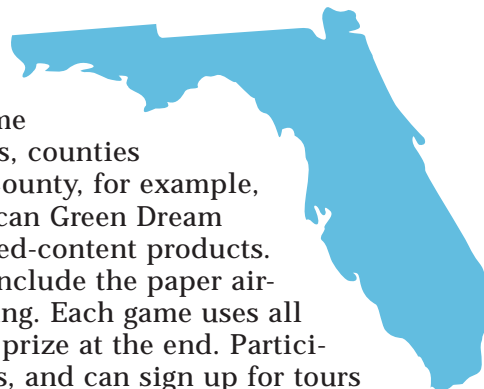 s, counties
ounty, for example,
can Green Dream
ed-content products.
nclude the paper air-
ng. Each game uses all
prize at the end. Partici-
s, and can sign up for tours